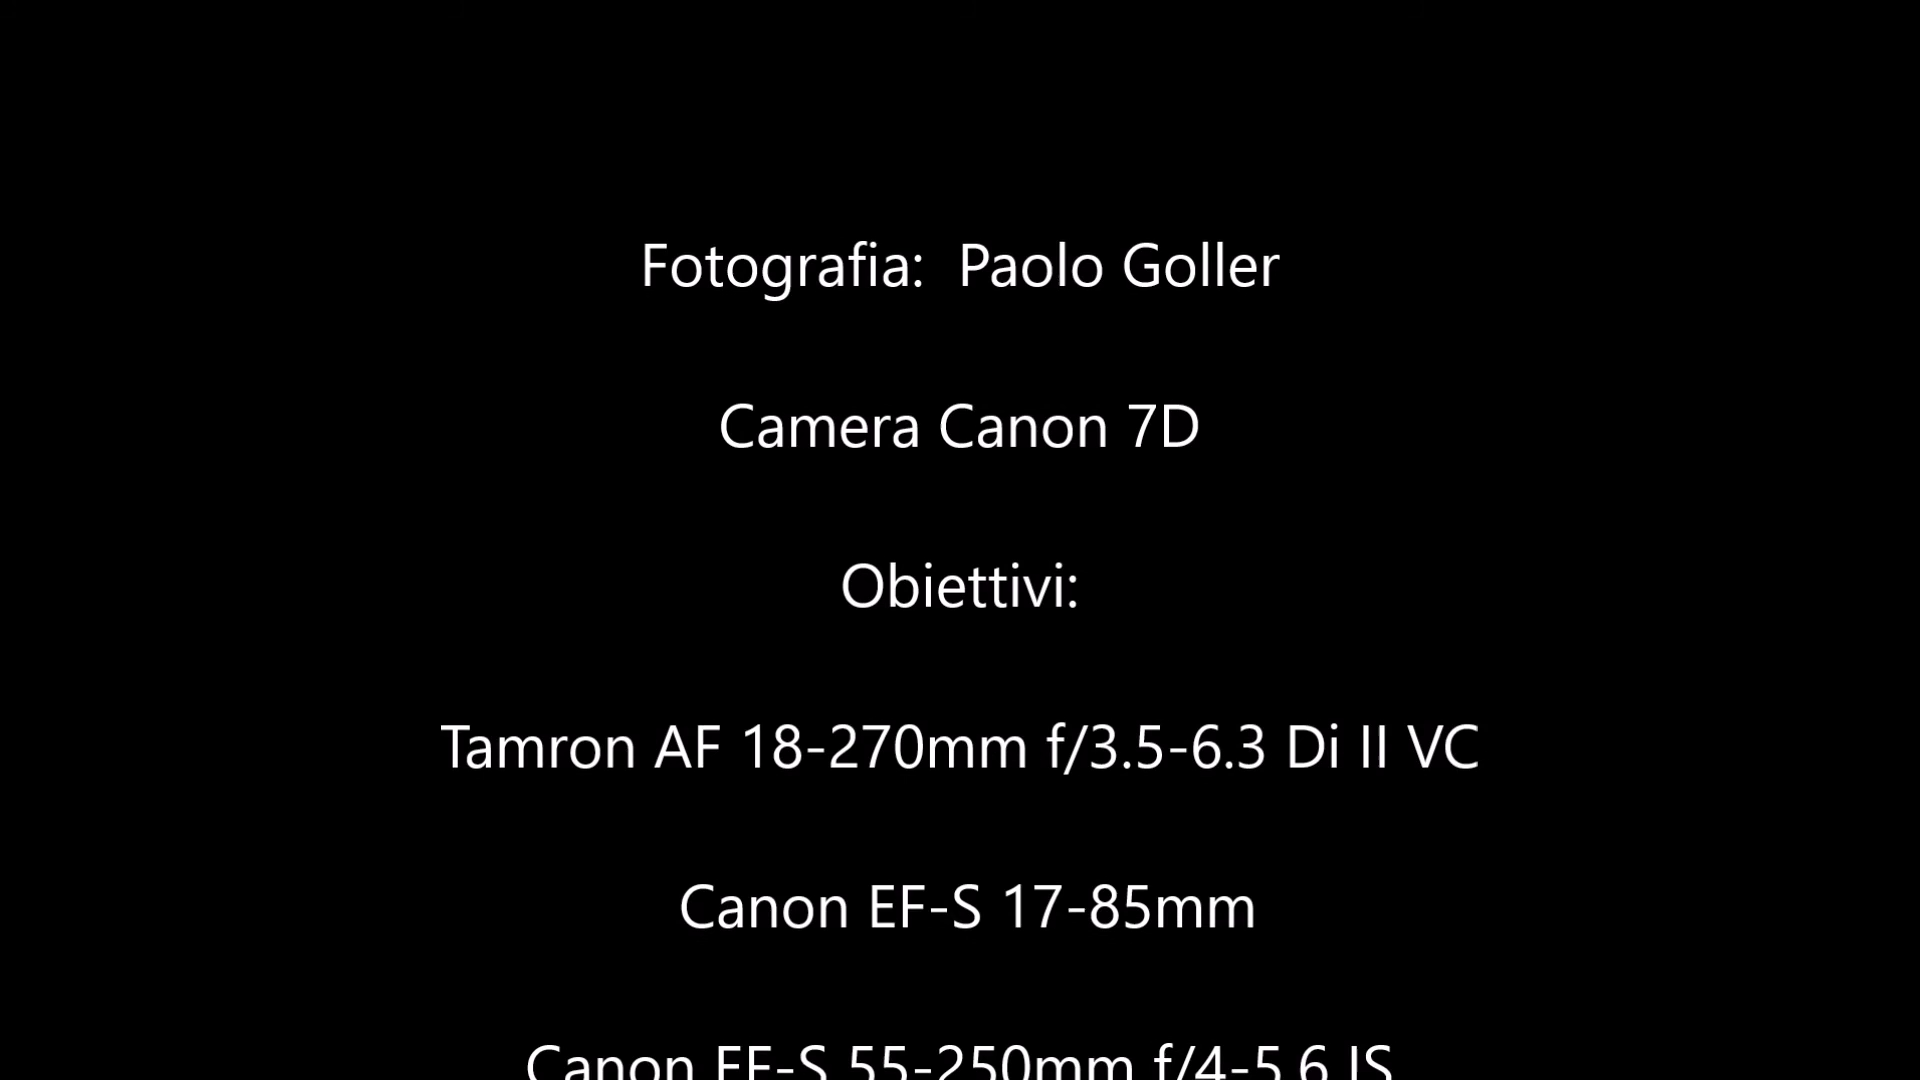 Fotografia:  Paolo Goller
Camera Canon 7D
Obiettivi:
Tamron AF 18-270mm f/3.5-6.3 Di II VC
Canon EF-S 17-85mm
Canon EF-S 55-250mm f/4-5.6 IS